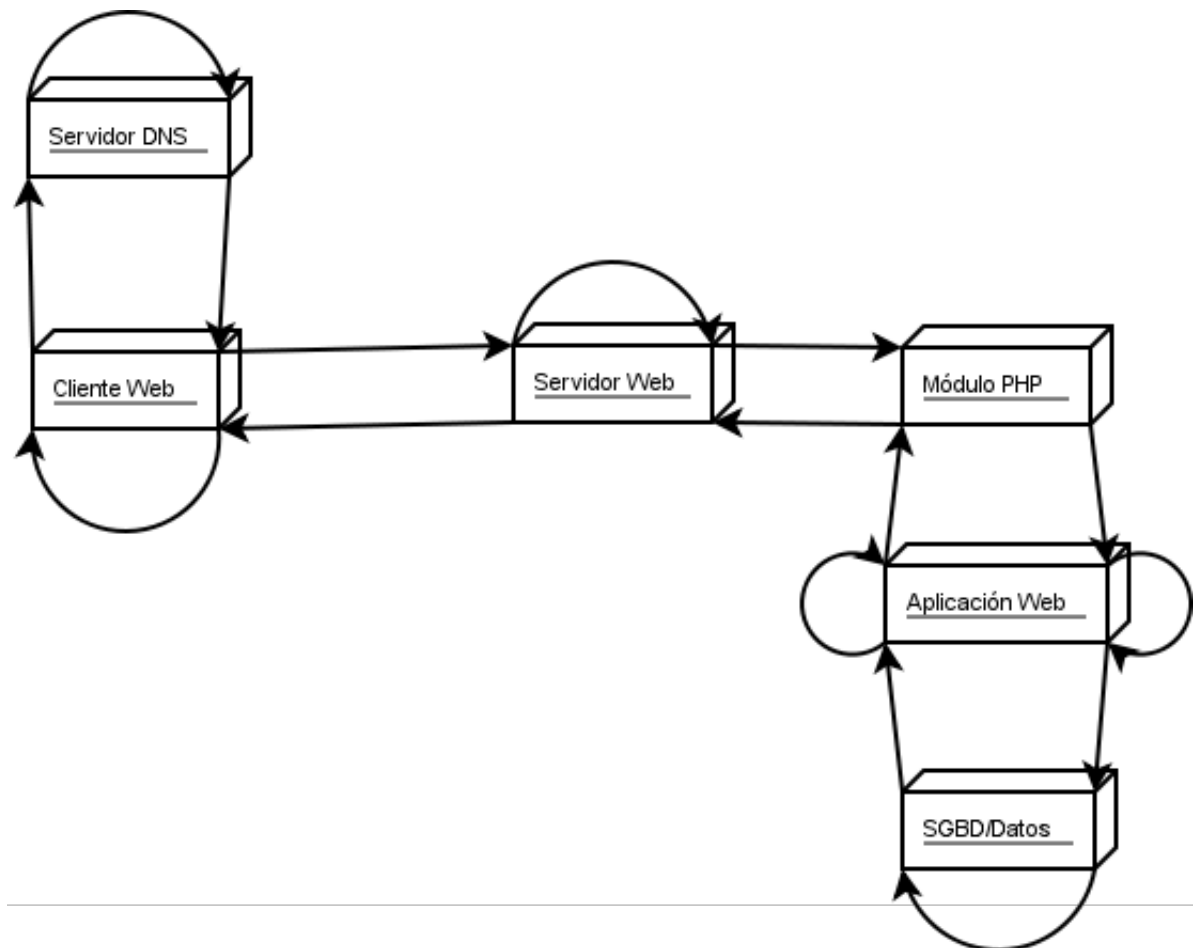 Servidor DNS
Cliente Web
Servidor Web
Módulo PHP
Aplicación Web
SGBD/Datos